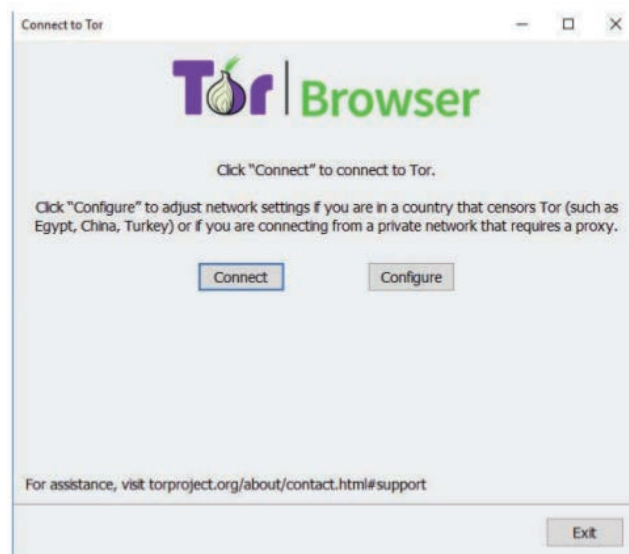 Connect to Tor
Tor | Browser
Click "Connect" to connect to Tor.
Click "Configure" to adjust network settings if you are in a country that censors Tor (such as
Egypt, China, Turkey) or if you are connecting from a private network that requires a proxy.
Connect Configure
For assistance, visit torproject.org/about/contact.html#support
Exit